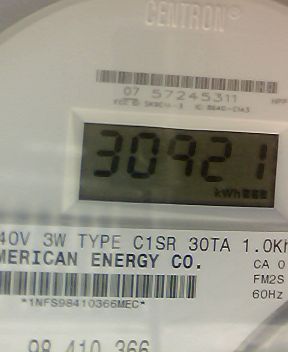 CENTRON®
07 57245311
30921
kWh
40V 3W TYPE C1SR 30TA 1.0Kh
MERICAN ENERGY CO.
CA 0
FM2S
60Hz
*1NFS98410366MEC*
98 410 366